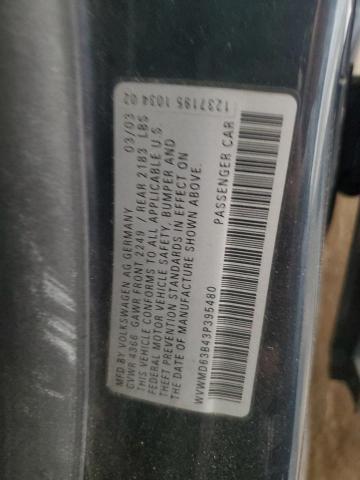 MFD BY VOLKSWAGEN AG GERMANY 03/03
GVWR 4366 GAWR FRONT 2249 / REAR 2183 LBS
THIS VEHICLE CONFORMS TO ALL APPLICABLE U.S.
FEDERAL MOTOR VEHICLE SAFETY, BUMPER AND
THEFT PREVENTION STANDARDS IN EFFECT ON
THE DATE OF MANUFACTURE SHOWN ABOVE.
WVWMD63B43P395480 PASSENGER CAR
1237195 1034 02